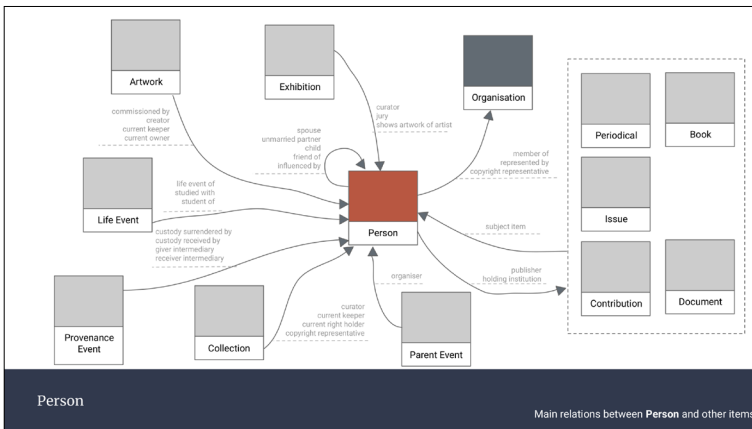 Artwork
Exhibition
Organisation
Periodical
Book
commissioned by
creator
current keeper
current owner
curator
jury
shows artwork of artist
spouse
unmarried partner
child
friend of
influenced by
member of
represented by
copyright representative
Life Event
life event of
studied with
student of
Person
Issue
subject item
custody surrendered by
custody received by
giver intermediary
receiver intermediary
organiser
publisher
holding institution
Contribution
Document
Provenance
Event
Collection
curator
current keeper
current right holder
copyright representative
Parent Event
Person
Main relations between Person and other items